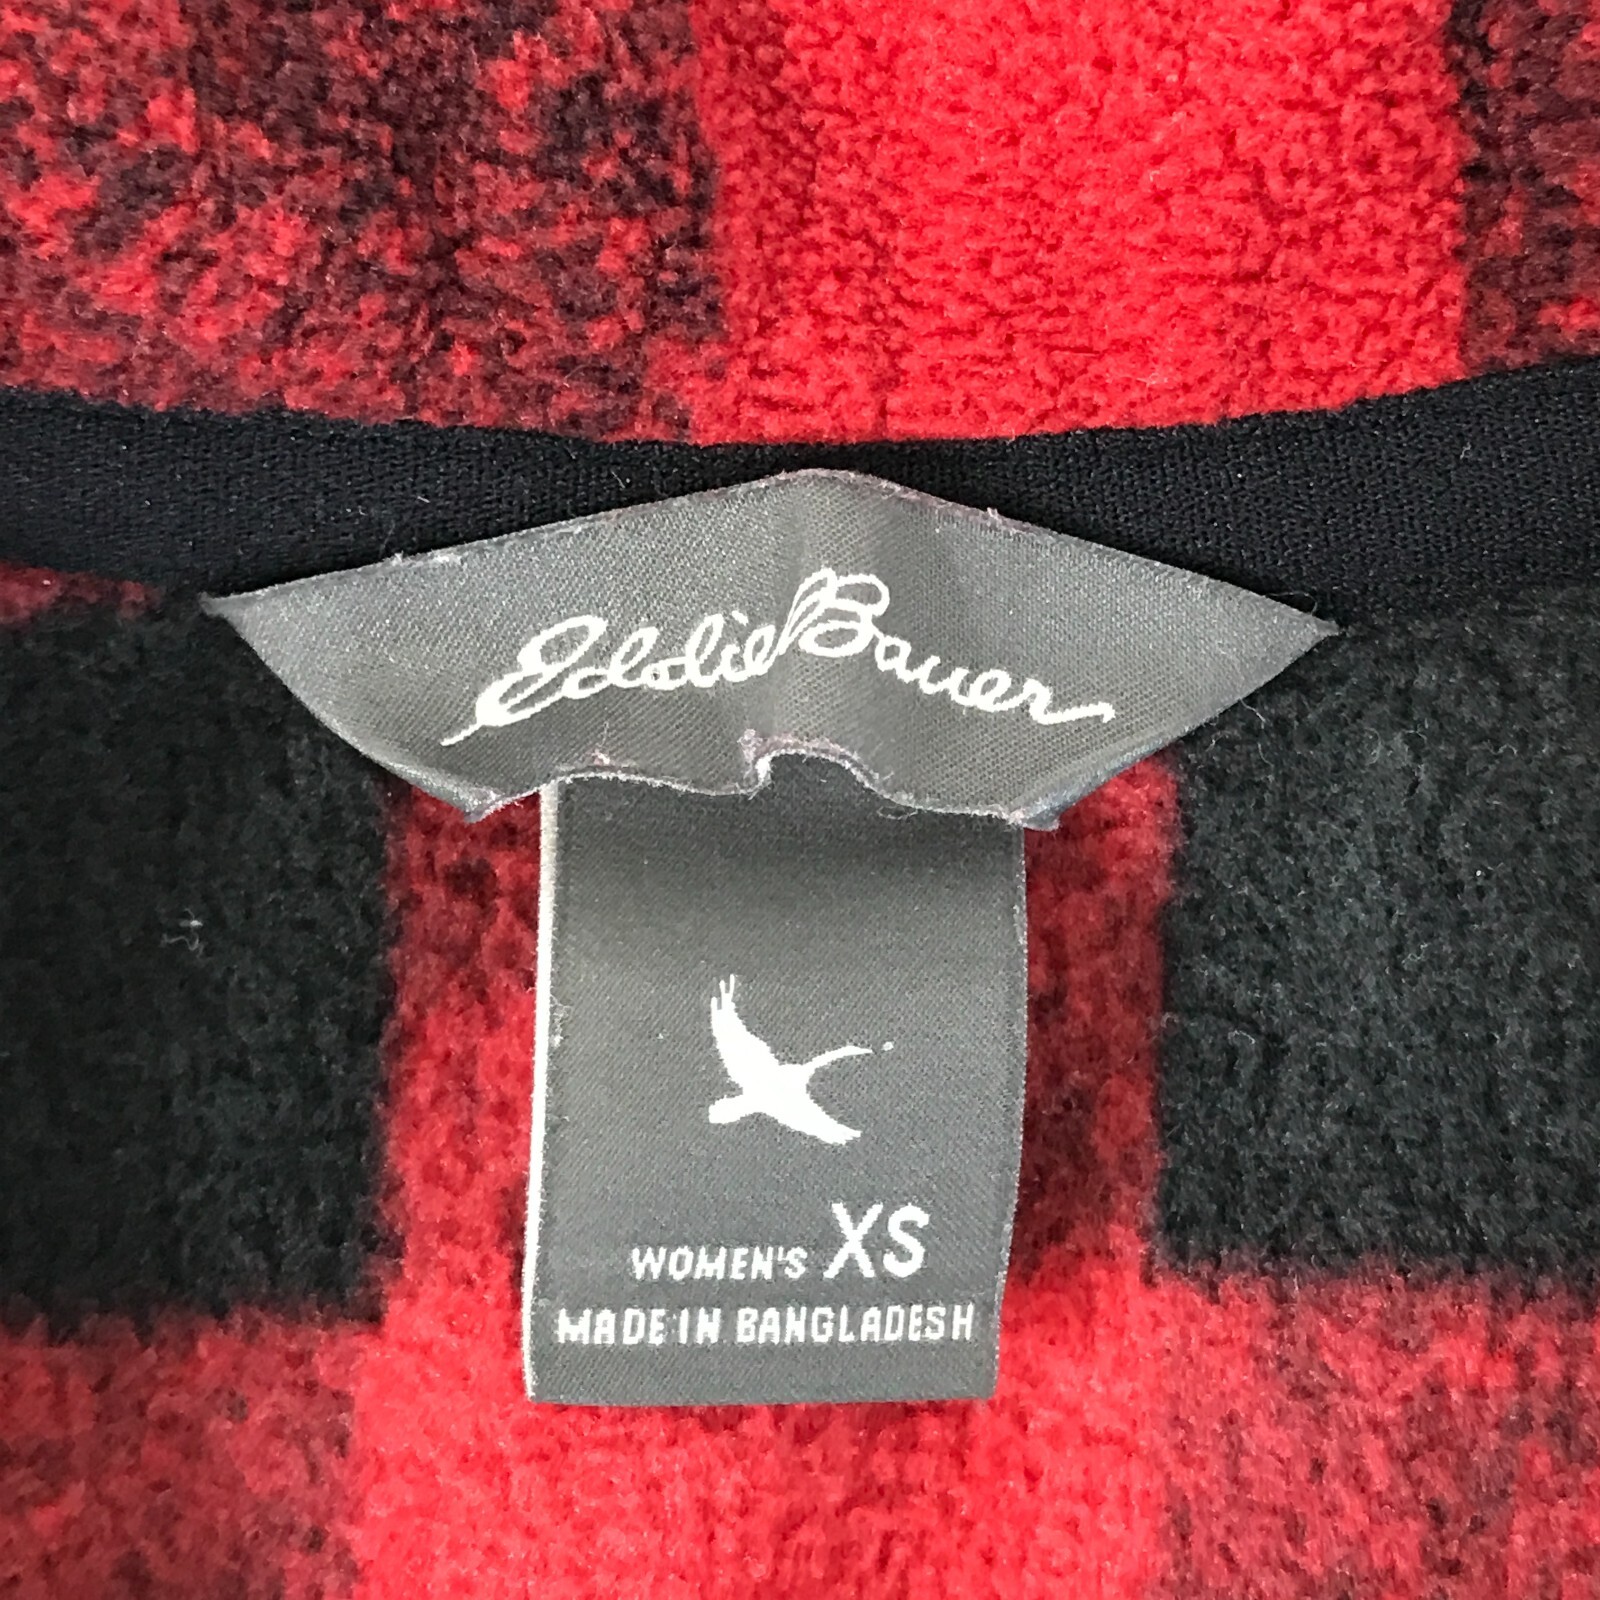 Eddie Bauer
WOMEN'S XS
MADE IN BANGLADESH